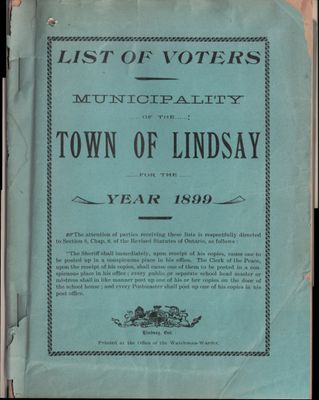 LIST OF VOTERS
MUNICIPALITY
OF THE
TOWN OF LINDSAY
FOR THE
YEAR 1899
The attention of parties receiving these lists is respectfully directed
to Section 8, Chap. 8, of the Revised Statutes of Ontario, as follows:
"The Sheriff shall immediately, upon receipt of his copies, cause one to
be posted up in a conspicuous place in his office. The Clerk of the Peace,
upon the receipt of his copies, shall cause one of them to be posted in a con-
spicuous place in his office; every public or separate school head master or
mistress shall in like manner post up one of his or her copies on the door of
the school house; and every Postmaster shall post up one of his copies in his
post office.
Lindsay, Ont.
Printed at the Office of the Watchman-Warder.